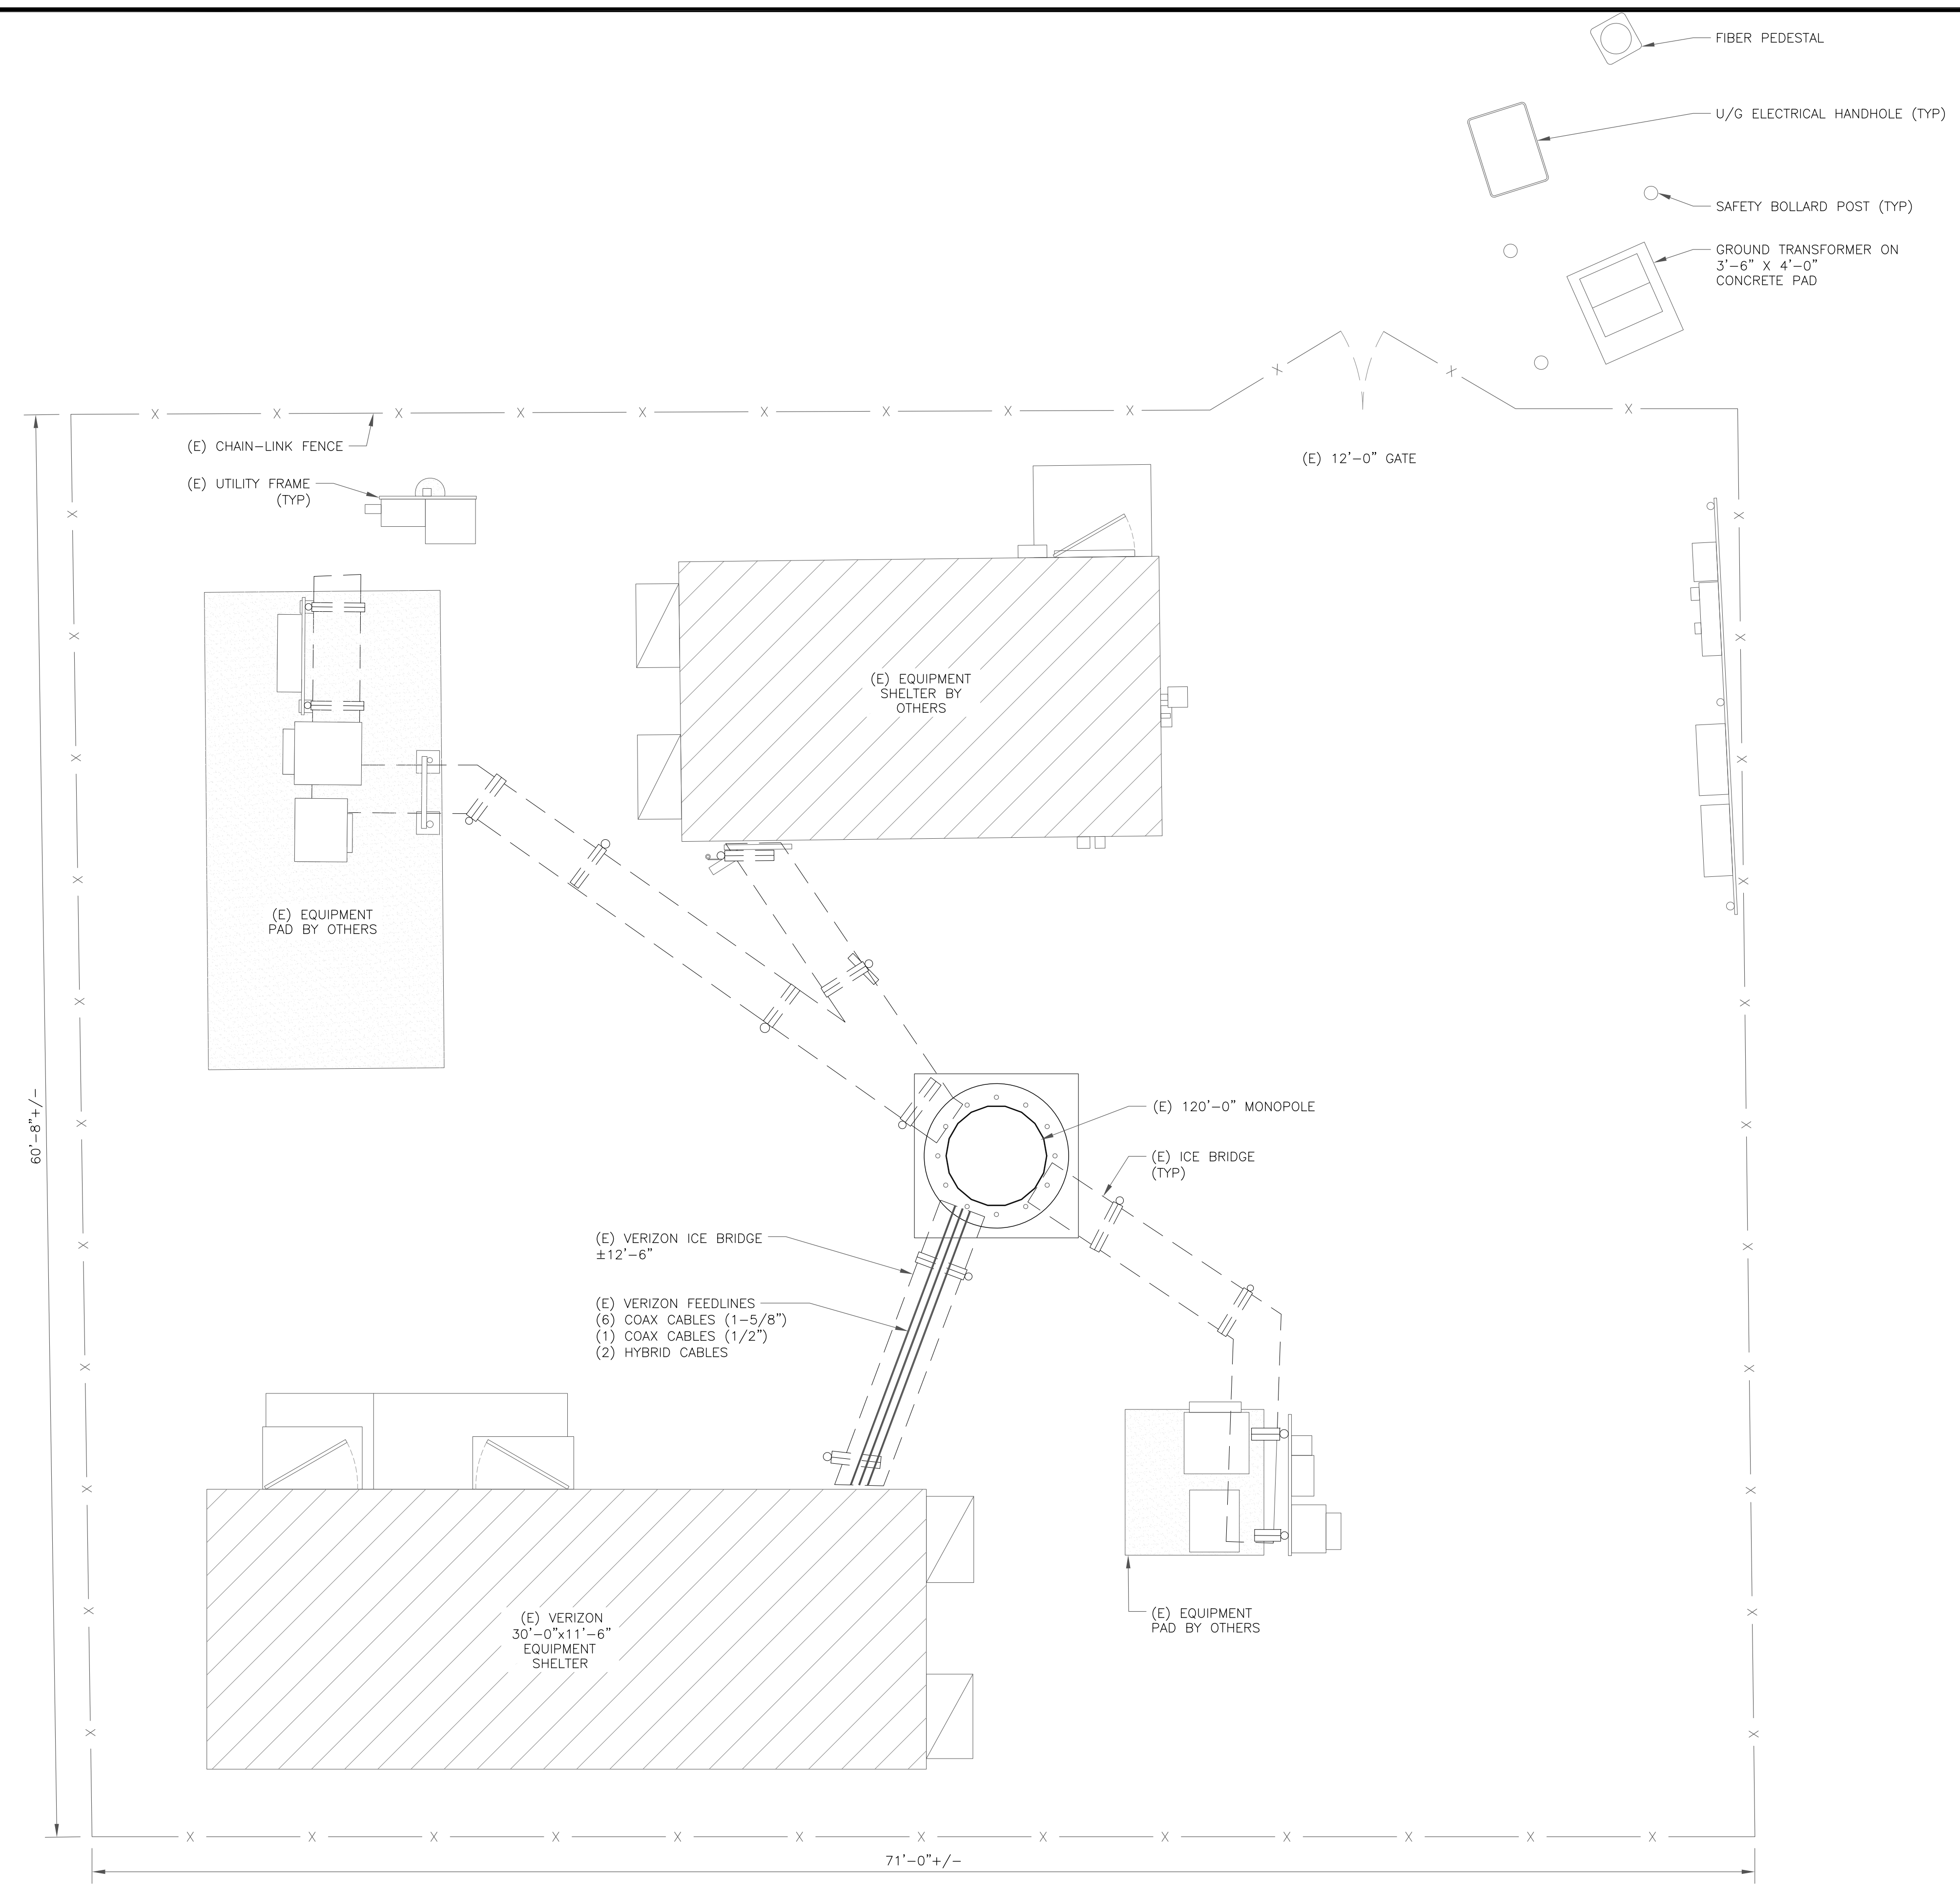 FIBER PEDESTAL
U/G ELECTRICAL HANDHOLE (TYP)
SAFETY BOLLARD POST (TYP)
GROUND TRANSFORMER ON
3'-6" X 4'-0"
CONCRETE PAD
(E) CHAIN-LINK FENCE
(E) UTILITY FRAME
(TYP)
(E) 12'-0" GATE
(E) EQUIPMENT
SHELTER BY
OTHERS
(E) EQUIPMENT
PAD BY OTHERS
60'-8"+/-
(E) 120'-0" MONOPOLE
(E) ICE BRIDGE
(TYP)
(E) VERIZON ICE BRIDGE
±12'-6"
(E) VERIZON FEEDLINES
(6) COAX CABLES (1-5/8")
(1) COAX CABLES (1/2")
(2) HYBRID CABLES
(E) VERIZON
30'-0"x11'-6"
EQUIPMENT
SHELTER
(E) EQUIPMENT
PAD BY OTHERS
71'-0"+/-